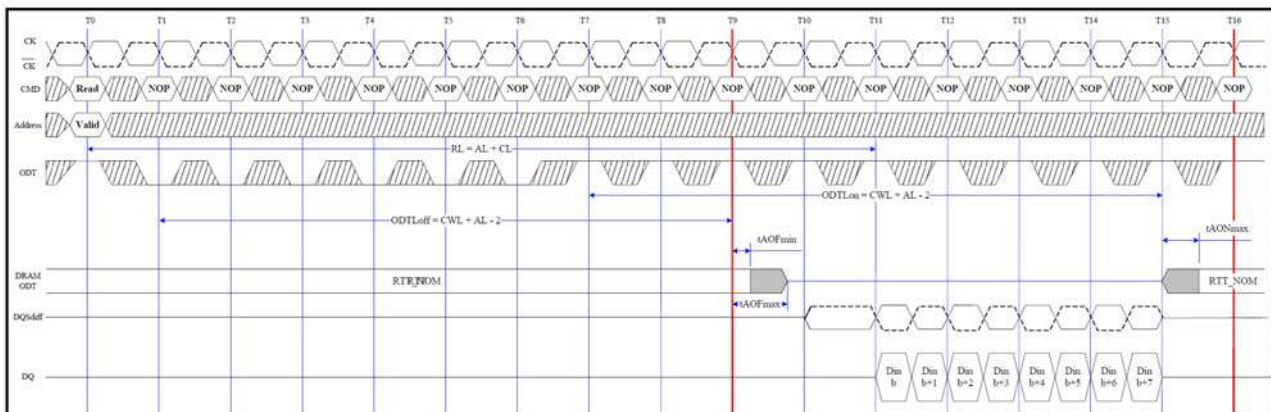 T0 T1 T2 T3 T4 T5 T6 T7 T8 T9 T10 T11 T12 T13 T14 T15 T16
CK
CK
CMD Read NOP NOP NOP NOP NOP NOP NOP NOP NOP NOP NOP NOP NOP NOP NOP NOP
Address Valid
RL = AL + CL
ODT
ODTLon = CWL + AL - 2
ODTLoff = CWL + AL - 2
tAOFmin
tAONmax
DRAM
ODT
RTT_NOM
RTT_NOM
tAOFmax
DQSdiff
DQ
Din b
Din b+1
Din b+2
Din b+3
Din b+4
Din b+5
Din b+6
Din b+7